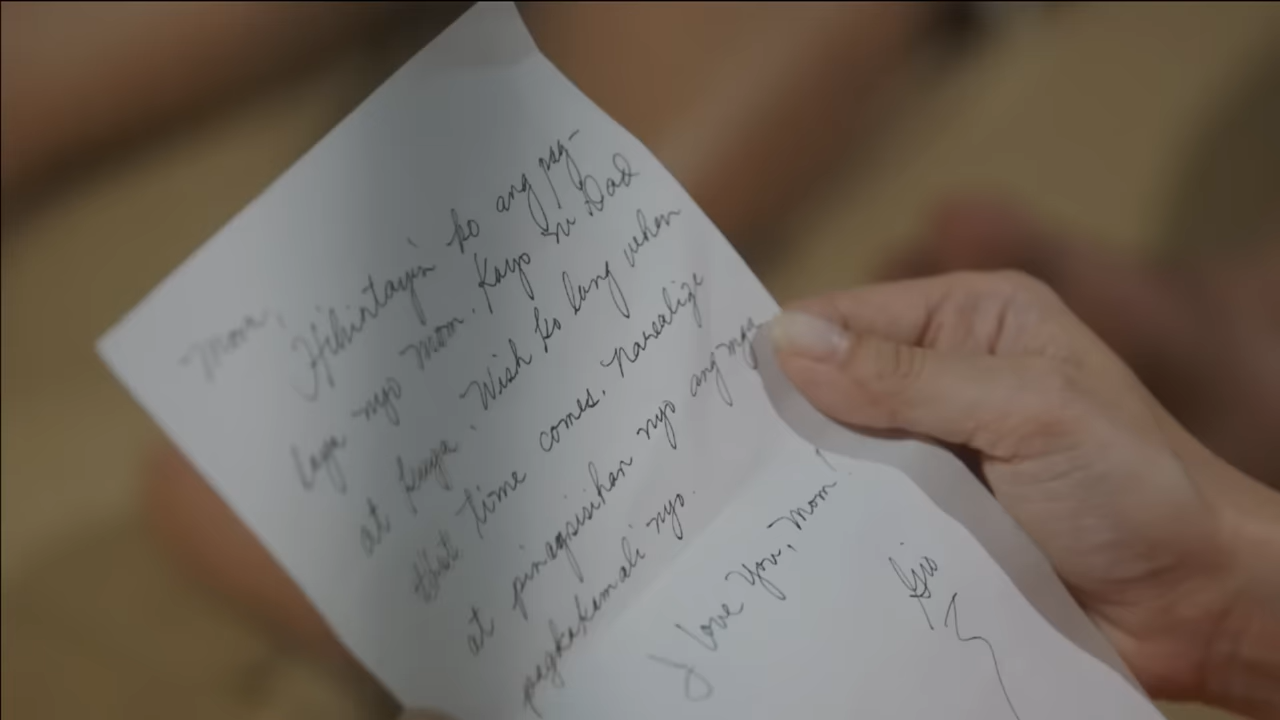 "Mom,
Hihintayin ko ang pag-
laya nyo Mom. Kayo ni Dad
at Kuya. Wish ko lang when
that time comes. Narealize
at pinagsisihan nyo ang mga
pagkakamali nyo.
I love you, Mom!
Gio